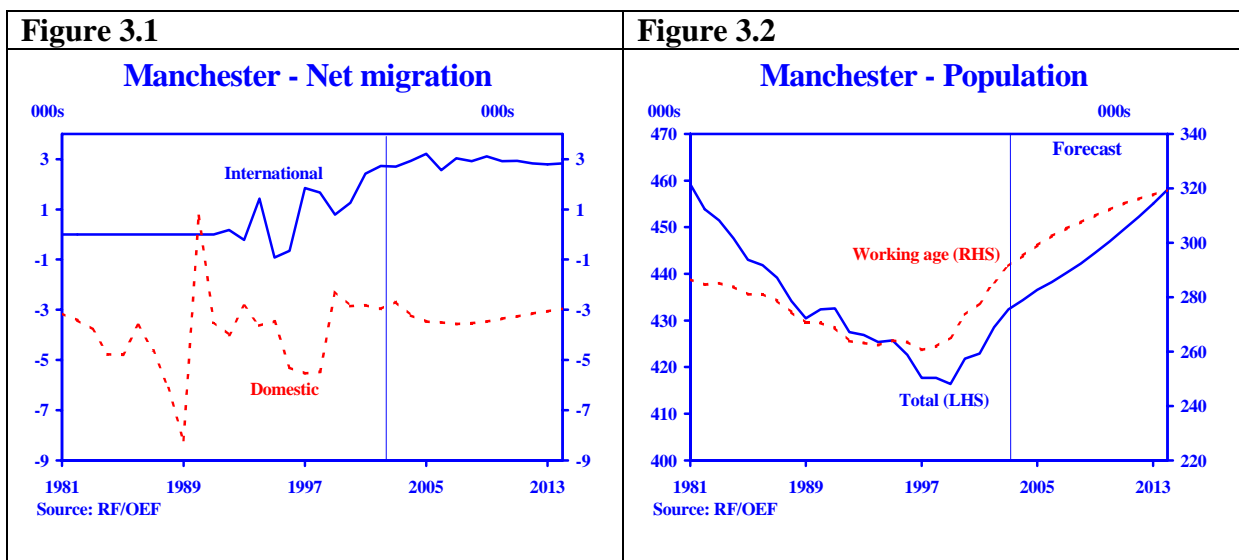 Figure 3.1
Manchester - Net migration
000s 000s
3 3
International
1 1
-1 -1
-3 -3
-5 -5
Domestic
-7 -7
-9 -9
1981 1989 1997 2005 2013
Source: RF/OEF
Figure 3.2
Manchester - Population
000s 000s
470 340
Forecast
460 320
450 300
Working age (RHS)
440
430 280
420 260
Total (LHS)
410 240
400 220
1981 1989 1997 2005 2013
Source: RF/OEF